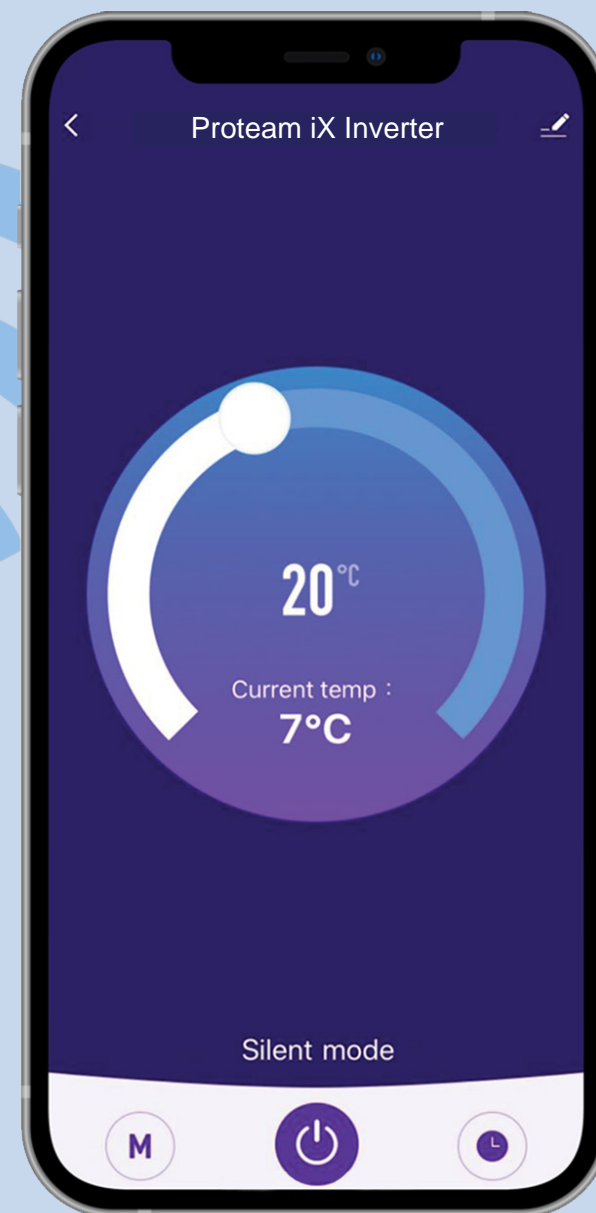 Proteam iX Inverter
20°C
Current temp :
7°C
Silent mode
M